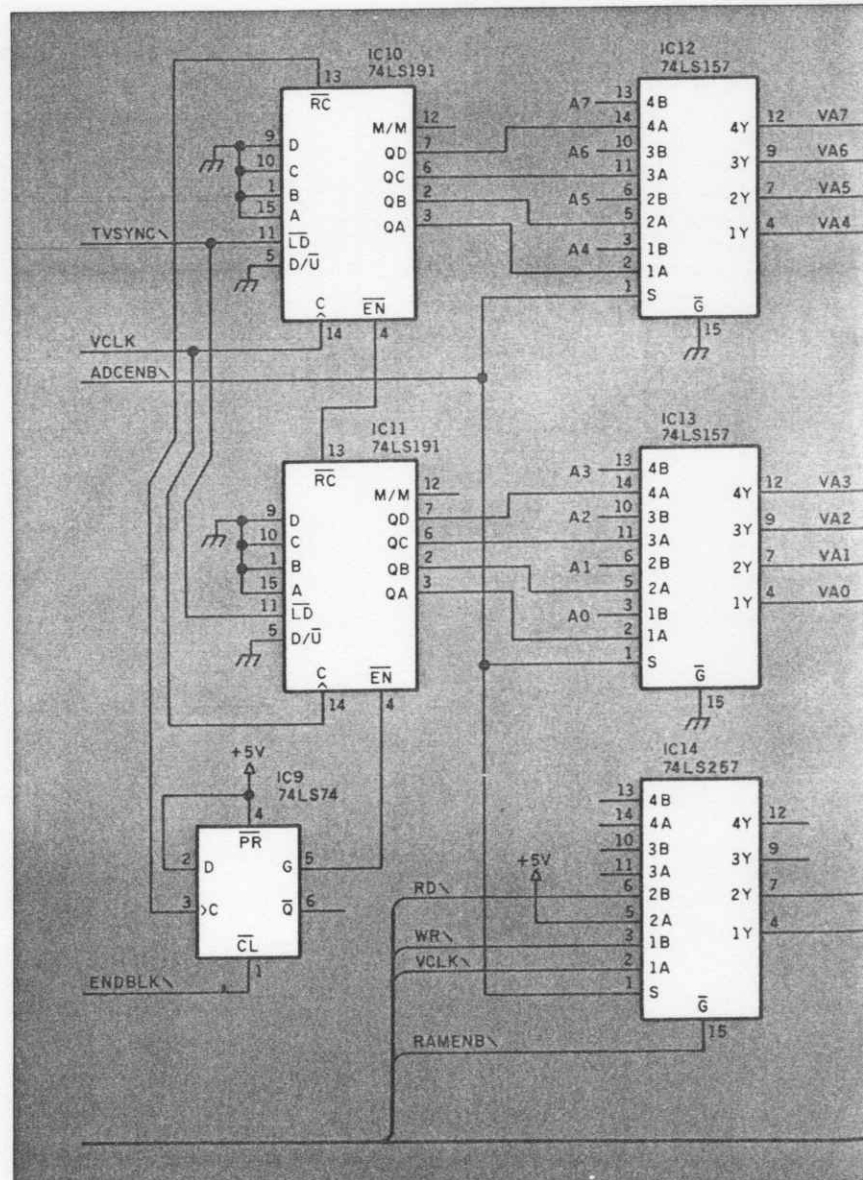 IC10
74LS191
13
RC
9 D
10 C
1 B
15 A
11 LD
5 D/U
C
14
EN
4
M/M 12
QD 7
QC 6
QB 2
QA 3
TVSYNC\
VCLK
ADCENB\
IC12
74LS157
A7 13 4B
14 4A
A6 10 3B
11 3A
A5 6 2B
5 2A
A4 3 1B
2 1A
1 S
G
15
4Y 12 VA7
3Y 9 VA6
2Y 7 VA5
1Y 4 VA4
IC11
74LS191
13
RC
9 D
10 C
1 B
15 A
11 LD
5 D/U
C
14
EN
4
M/M 12
QD 7
QC 6
QB 2
QA 3
IC13
74LS157
A3 13 4B
14 4A
A2 10 3B
11 3A
A1 6 2B
5 2A
A0 3 1B
2 1A
1 S
G
15
4Y 12 VA3
3Y 9 VA2
2Y 7 VA1
1Y 4 VA0
+5V
IC9
74LS74
4
PR
2 D
G 5
3 >C
Q 6
CL
1
ENDBLK\
IC14
74LS257
13 4B
14 4A
10 3B
11 3A
+5V
RD\ 6 2B
5 2A
WR\ 3 1B
VCLK\ 2 1A
1 S
G
15
RAMENB\
4Y 12
3Y 9
2Y 7
1Y 4